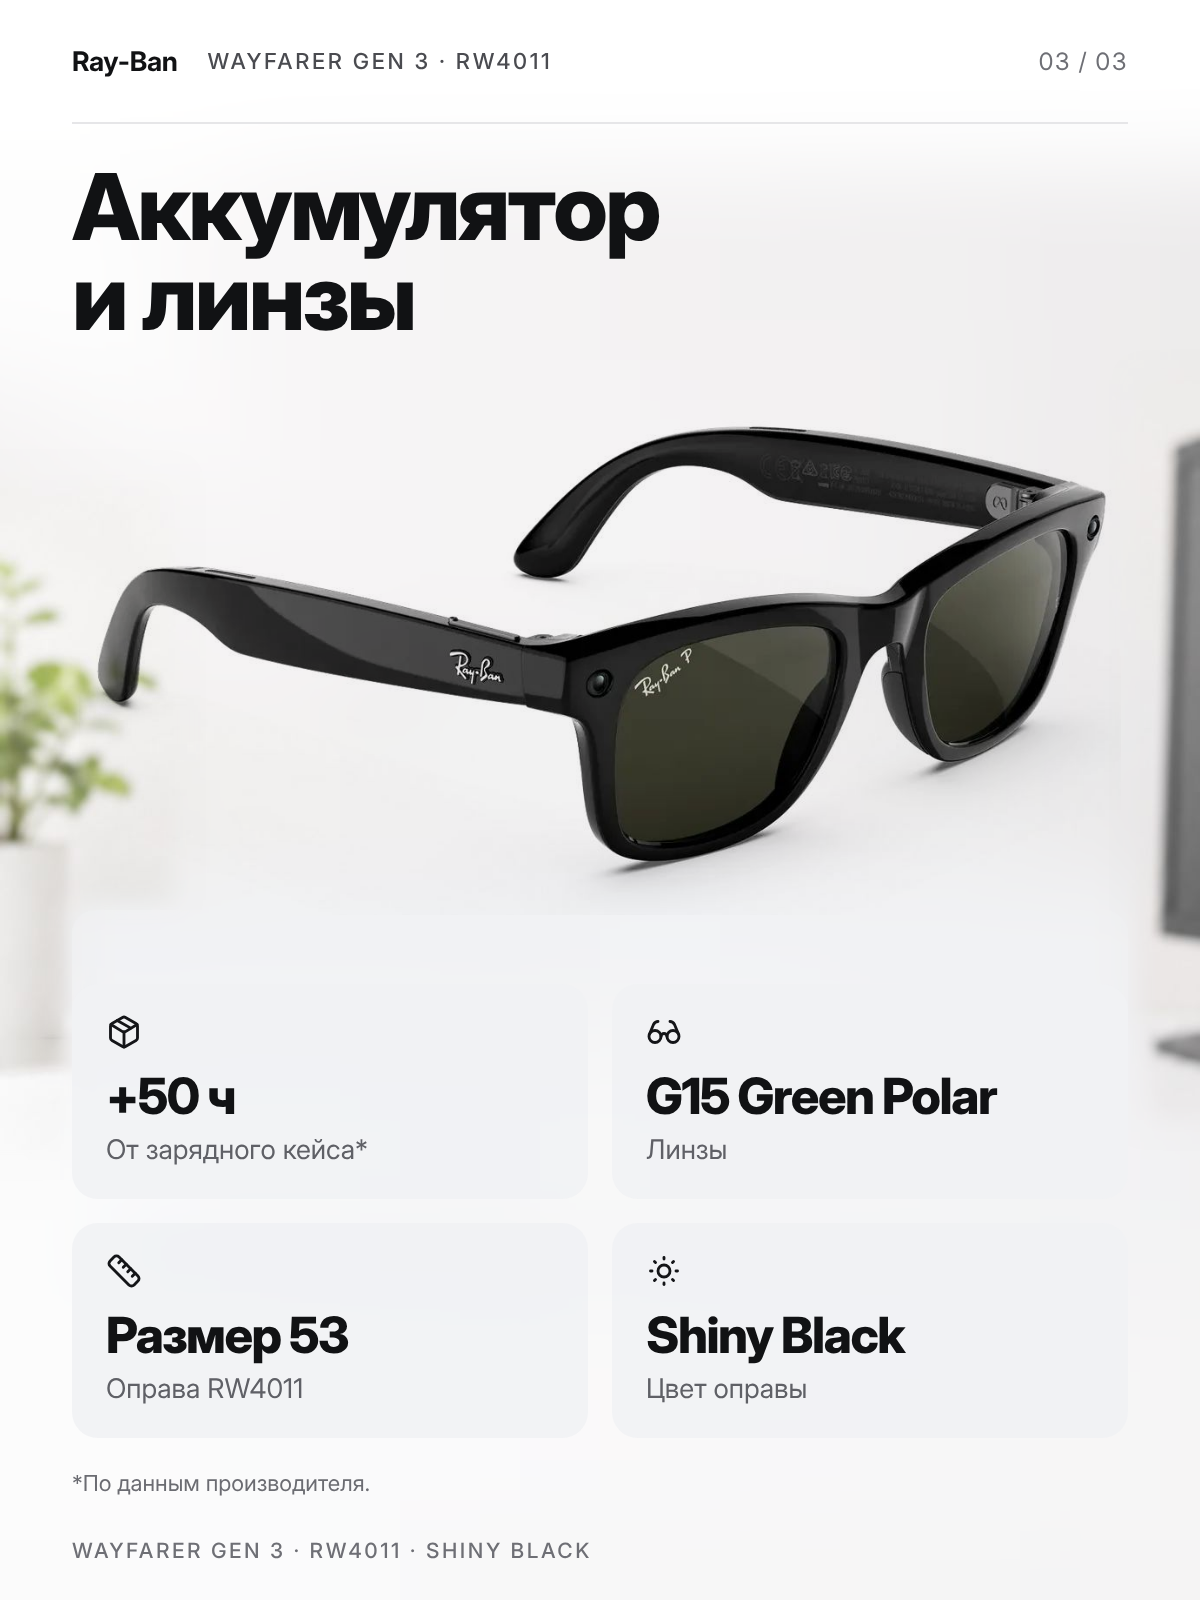 Ray-Ban WAYFARER GEN 3 · RW4011 03 / 03
Аккумулятор
и линзы
Ray-Ban
Ray-Ban P
+50 ч
От зарядного кейса*
G15 Green Polar
Линзы
Размер 53
Оправа RW4011
Shiny Black
Цвет оправы
*По данным производителя.
WAYFARER GEN 3 · RW4011 · SHINY BLACK